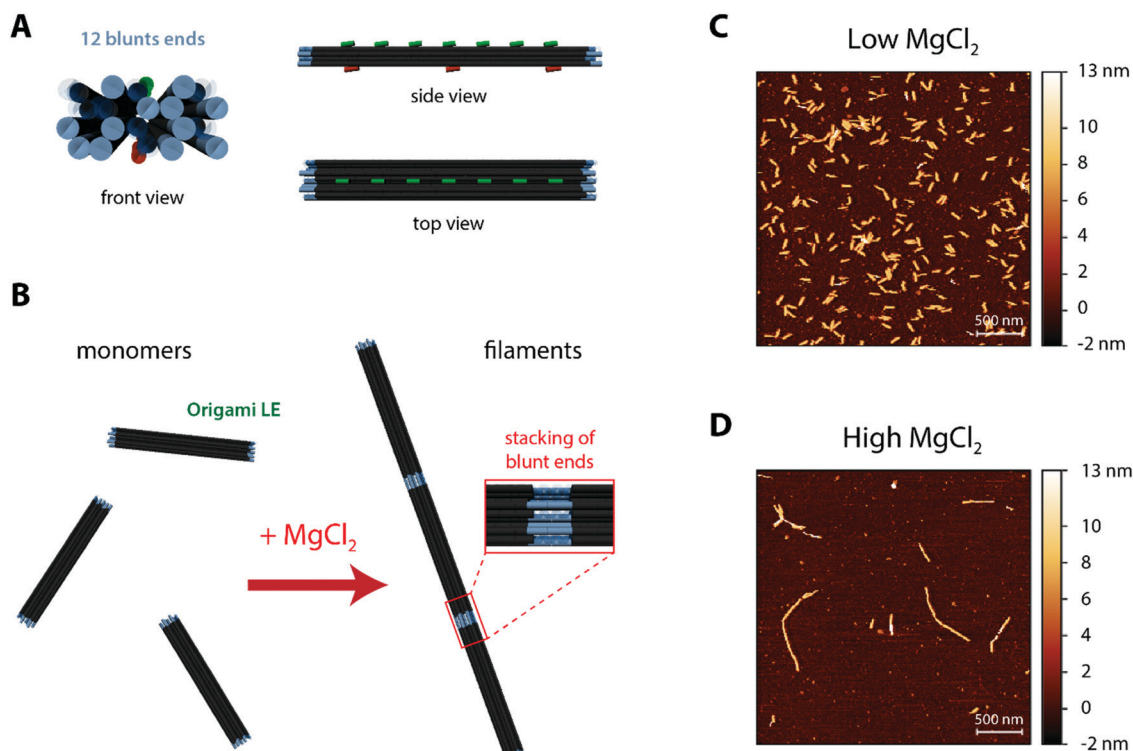 A
12 blunts ends
front view
side view
top view
B
monomers
Origami LE
+ MgCl₂
filaments
stacking of
blunt ends
C
Low MgCl₂
500 nm
13 nm
10
8
6
4
2
0
-2 nm
D
High MgCl₂
500 nm
13 nm
10
8
6
4
2
0
-2 nm